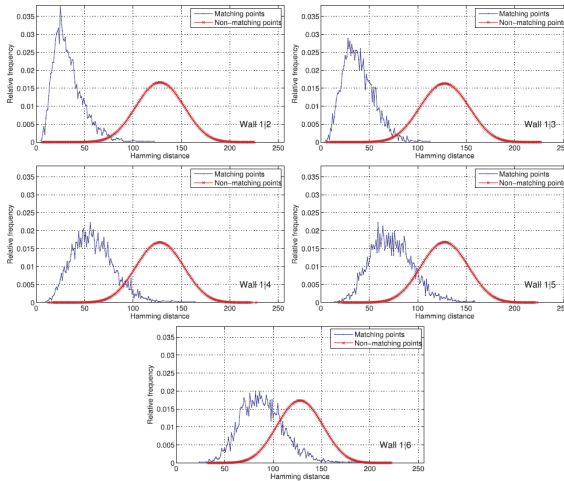 0.035
0.03
0.025
0.02
0.015
0.01
0.005
0
0 50 100 150 200 250
Relative frequency
Hamming distance
Matching points
Non−matching points
Wall 1|2
0.035
0.03
0.025
0.02
0.015
0.01
0.005
0
0 50 100 150 200 250
Relative frequency
Hamming distance
Matching points
Non−matching points
Wall 1|3
0.035
0.03
0.025
0.02
0.015
0.01
0.005
0
0 50 100 150 200 250
Relative frequency
Hamming distance
Matching points
Non−matching points
Wall 1|4
0.035
0.03
0.025
0.02
0.015
0.01
0.005
0
0 50 100 150 200 250
Relative frequency
Hamming distance
Matching points
Non−matching points
Wall 1|5
0.035
0.03
0.025
0.02
0.015
0.01
0.005
0
0 50 100 150 200 250
Relative frequency
Hamming distance
Matching points
Non−matching points
Wall 1|6